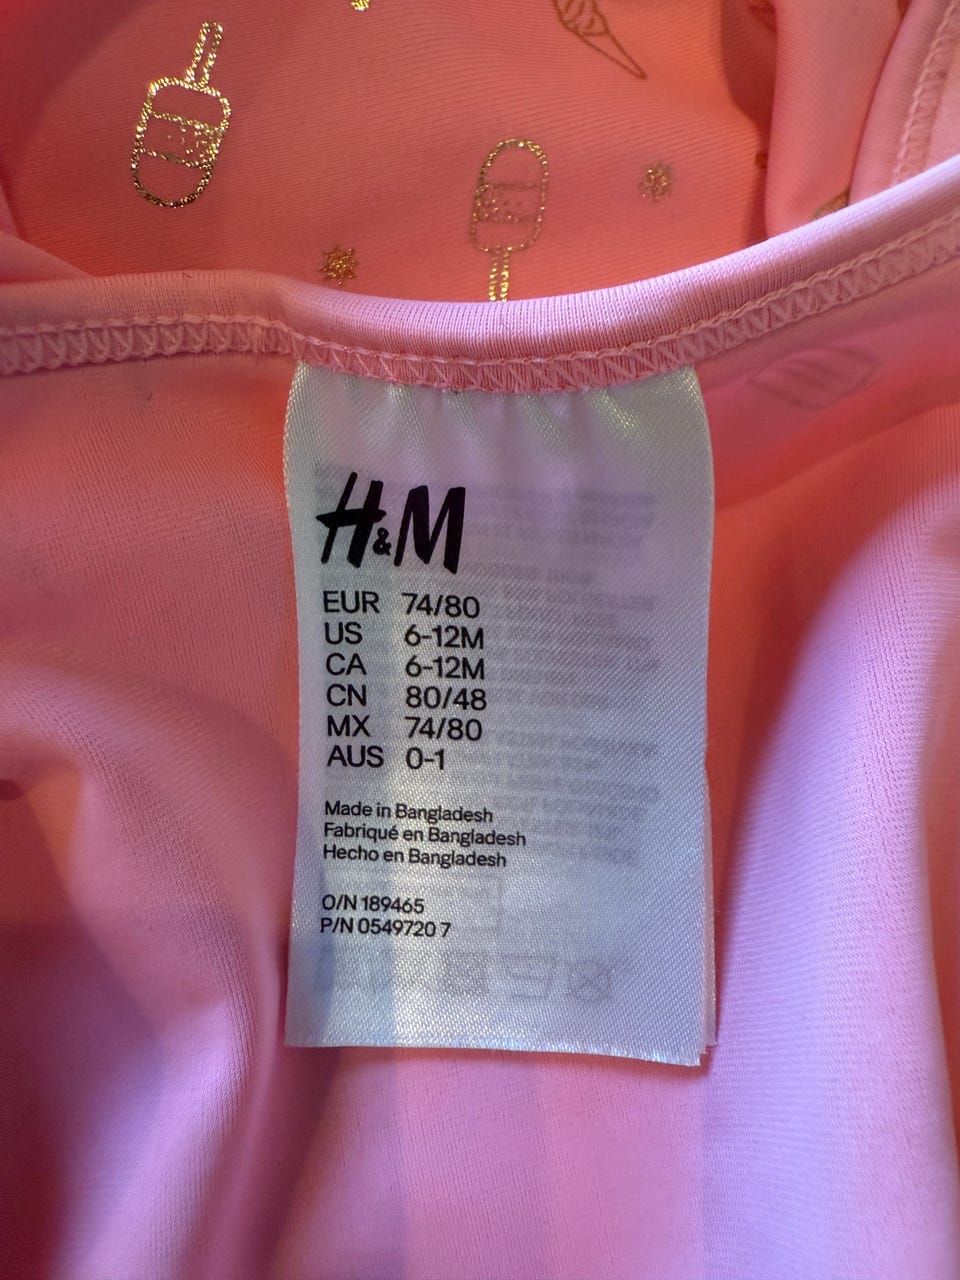 H&M
EUR 74/80
US 6-12M
CA 6-12M
CN 80/48
MX 74/80
AUS 0-1
Made in Bangladesh
Fabriqué en Bangladesh
Hecho en Bangladesh
O/N 189465
P/N 0549720 7